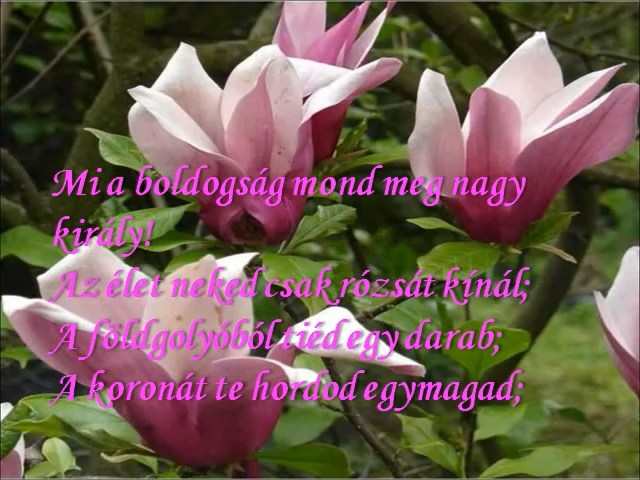 Mi a boldogság mond meg nagy
király!
Az élet neked csak rózsát kínál;
A földgolyóból tiéd egy darab;
A koronát te hordod egymagad;